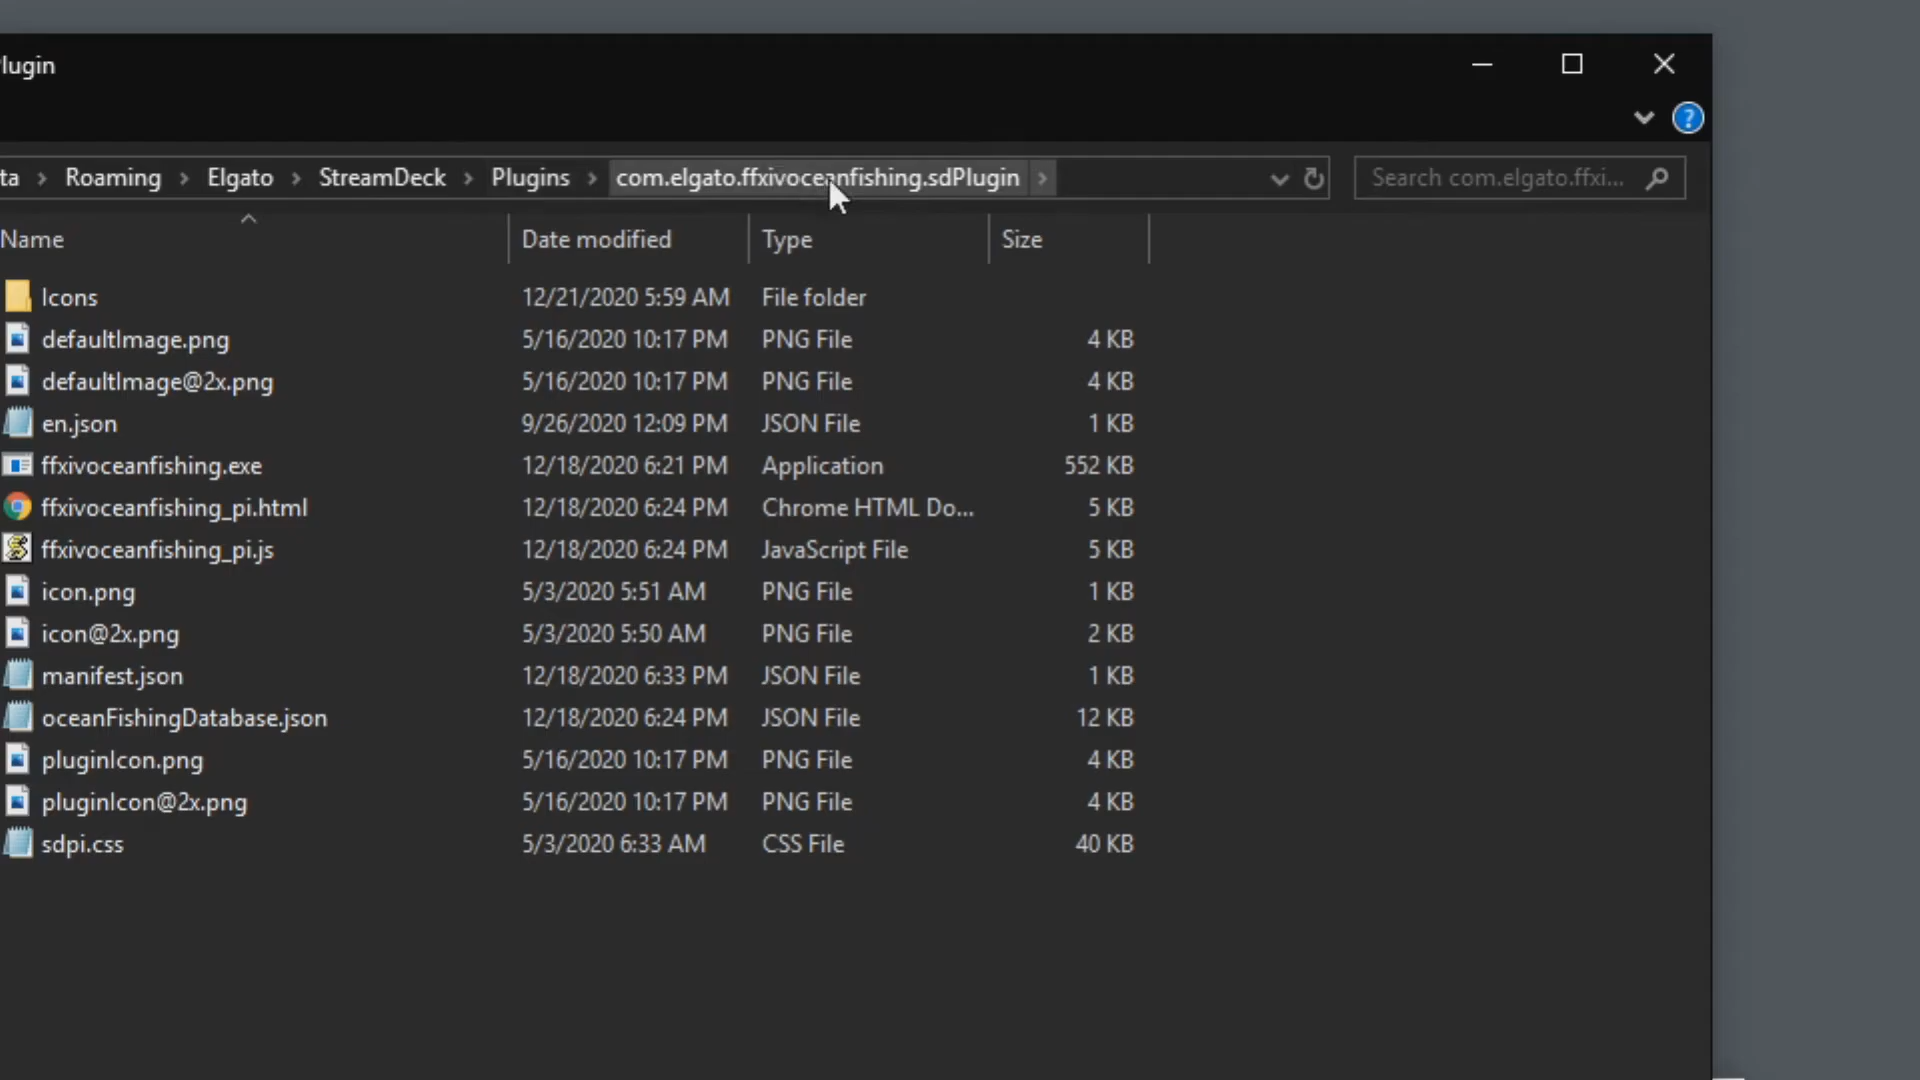 lugin
?
ta > Roaming > Elgato > StreamDeck > Plugins > com.elgato.ffxivoceanfishing.sdPlugin > Search com.elgato.ffxi...
Name Date modified Type Size
Icons 12/21/2020 5:59 AM File folder
defaultImage.png 5/16/2020 10:17 PM PNG File 4 KB
defaultImage@2x.png 5/16/2020 10:17 PM PNG File 4 KB
en.json 9/26/2020 12:09 PM JSON File 1 KB
ffxivoceanfishing.exe 12/18/2020 6:21 PM Application 552 KB
ffxivoceanfishing_pi.html 12/18/2020 6:24 PM Chrome HTML Do... 5 KB
ffxivoceanfishing_pi.js 12/18/2020 6:24 PM JavaScript File 5 KB
icon.png 5/3/2020 5:51 AM PNG File 1 KB
icon@2x.png 5/3/2020 5:50 AM PNG File 2 KB
manifest.json 12/18/2020 6:33 PM JSON File 1 KB
oceanFishingDatabase.json 12/18/2020 6:24 PM JSON File 12 KB
pluginIcon.png 5/16/2020 10:17 PM PNG File 4 KB
pluginIcon@2x.png 5/16/2020 10:17 PM PNG File 4 KB
sdpi.css 5/3/2020 6:33 AM CSS File 40 KB